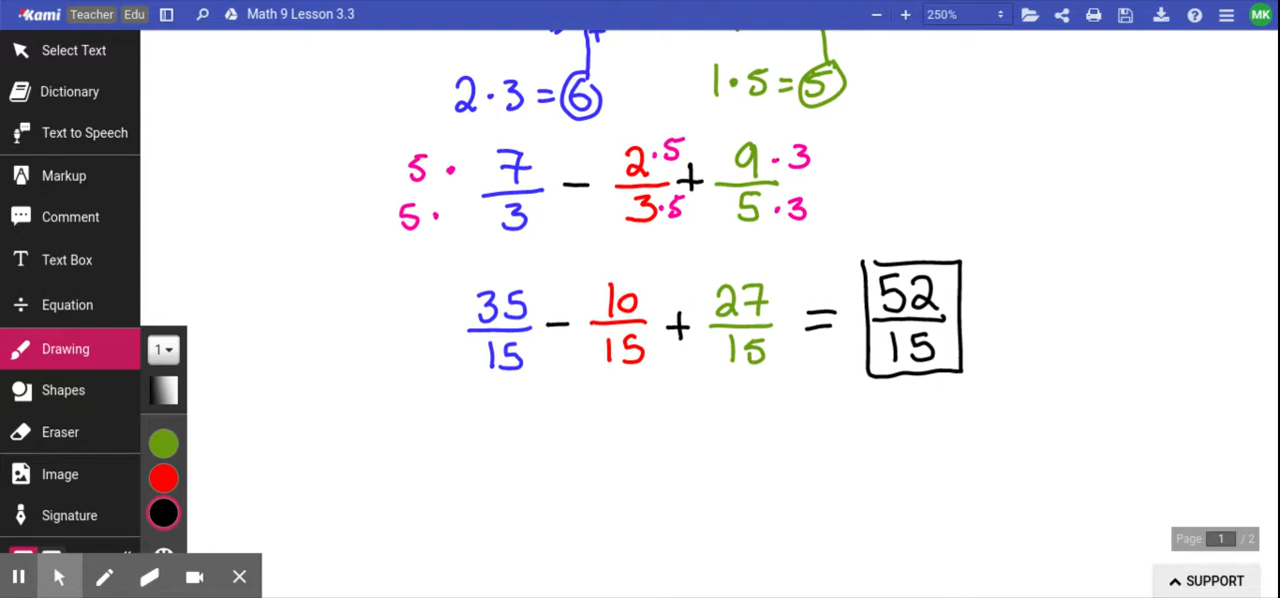 Kami Teacher Edu Math 9 Lesson 3.3 250% MK
Select Text
Dictionary
Text to Speech
Markup
Comment
Text Box
Equation
Drawing
Shapes
Eraser
Image
Signature
1
2 · 3 = 6
1 · 5 = 5
5 · 7/3 - 2 · 5/3 · 5 + 9 · 3/5 · 3
5 ·
35/15 - 10/15 + 27/15 = 52/15
Page 1 / 2
SUPPORT